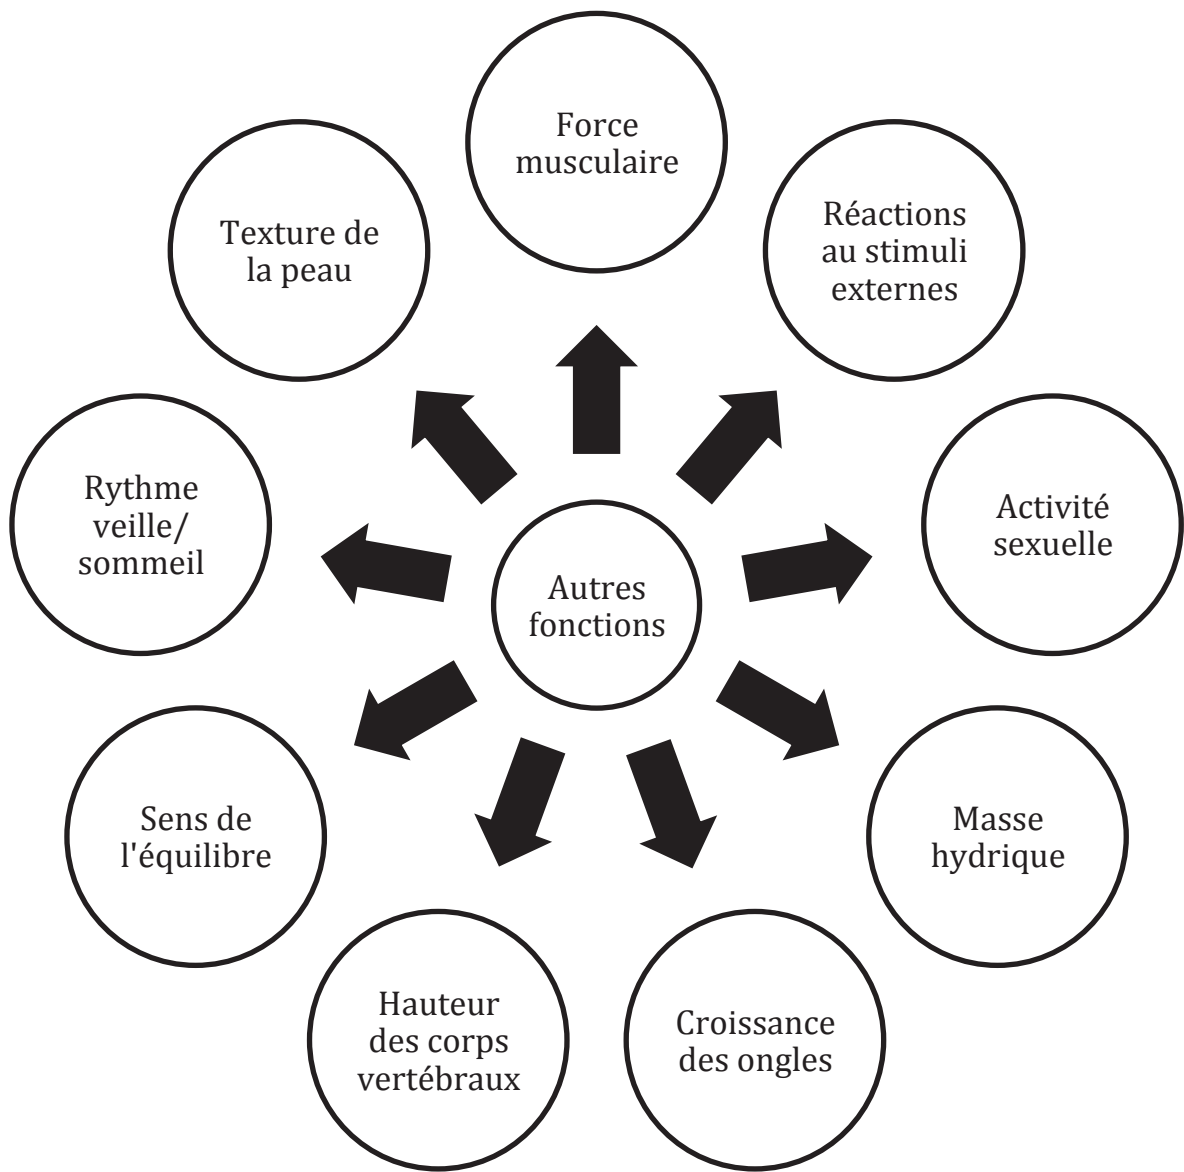 Force
musculaire
Réactions
au stimuli
externes
Activité
sexuelle
Masse
hydrique
Croissance
des ongles
Hauteur
des corps
vertébraux
Sens de
l'équilibre
Rythme
veille/
sommeil
Texture de
la peau
Autres
fonctions